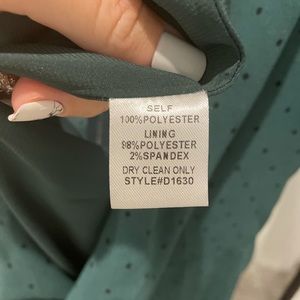 SELF
100%POLYESTER
LINING
98%POLYESTER
2%SPANDEX
DRY CLEAN ONLY
STYLE#D1630